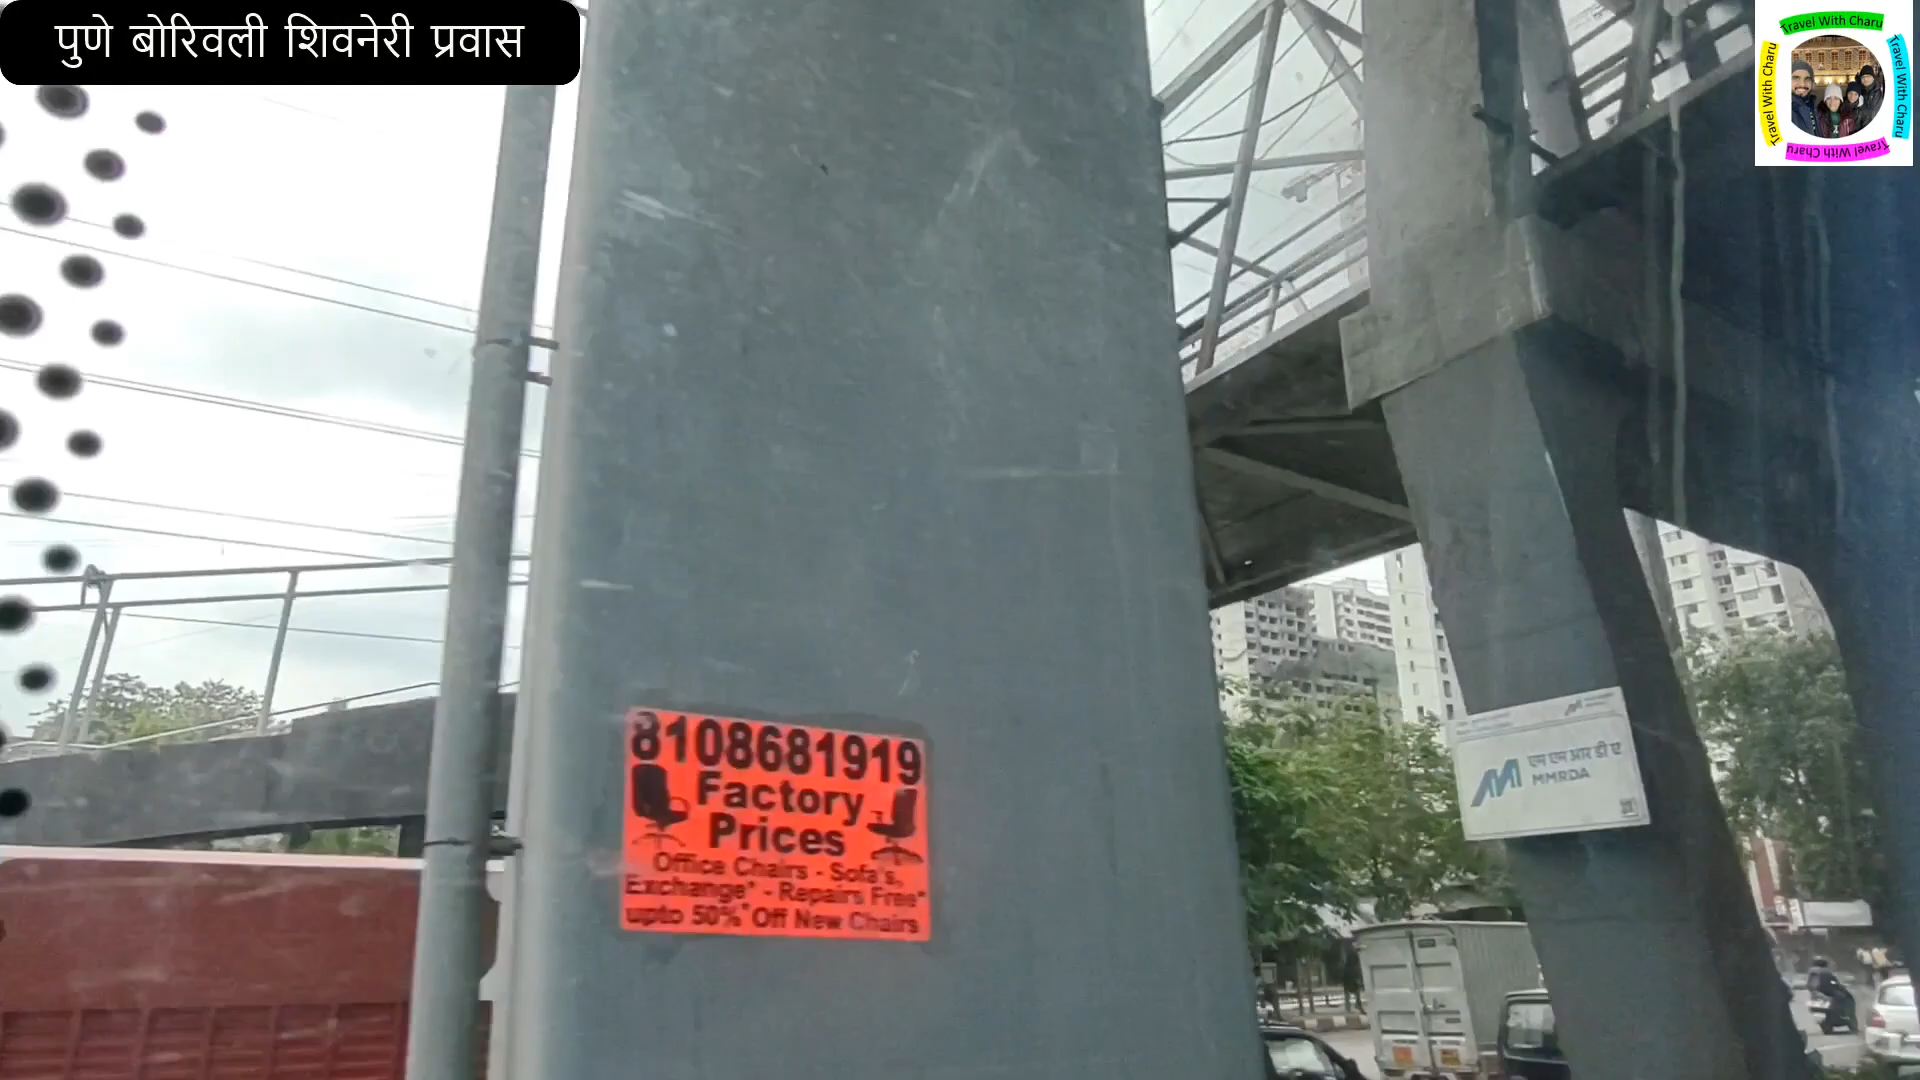 पुणे बोरिवली शिवनेरी प्रवास
Travel With Charu
Travel With Charu
Travel With Charu
Travel With Charu
8108681919
Factory
Prices
Office Chairs - Sofa's,
Exchange* - Repairs Free*
upto 50%* Off New Chairs
एम एम आर डी ए
MMRDA